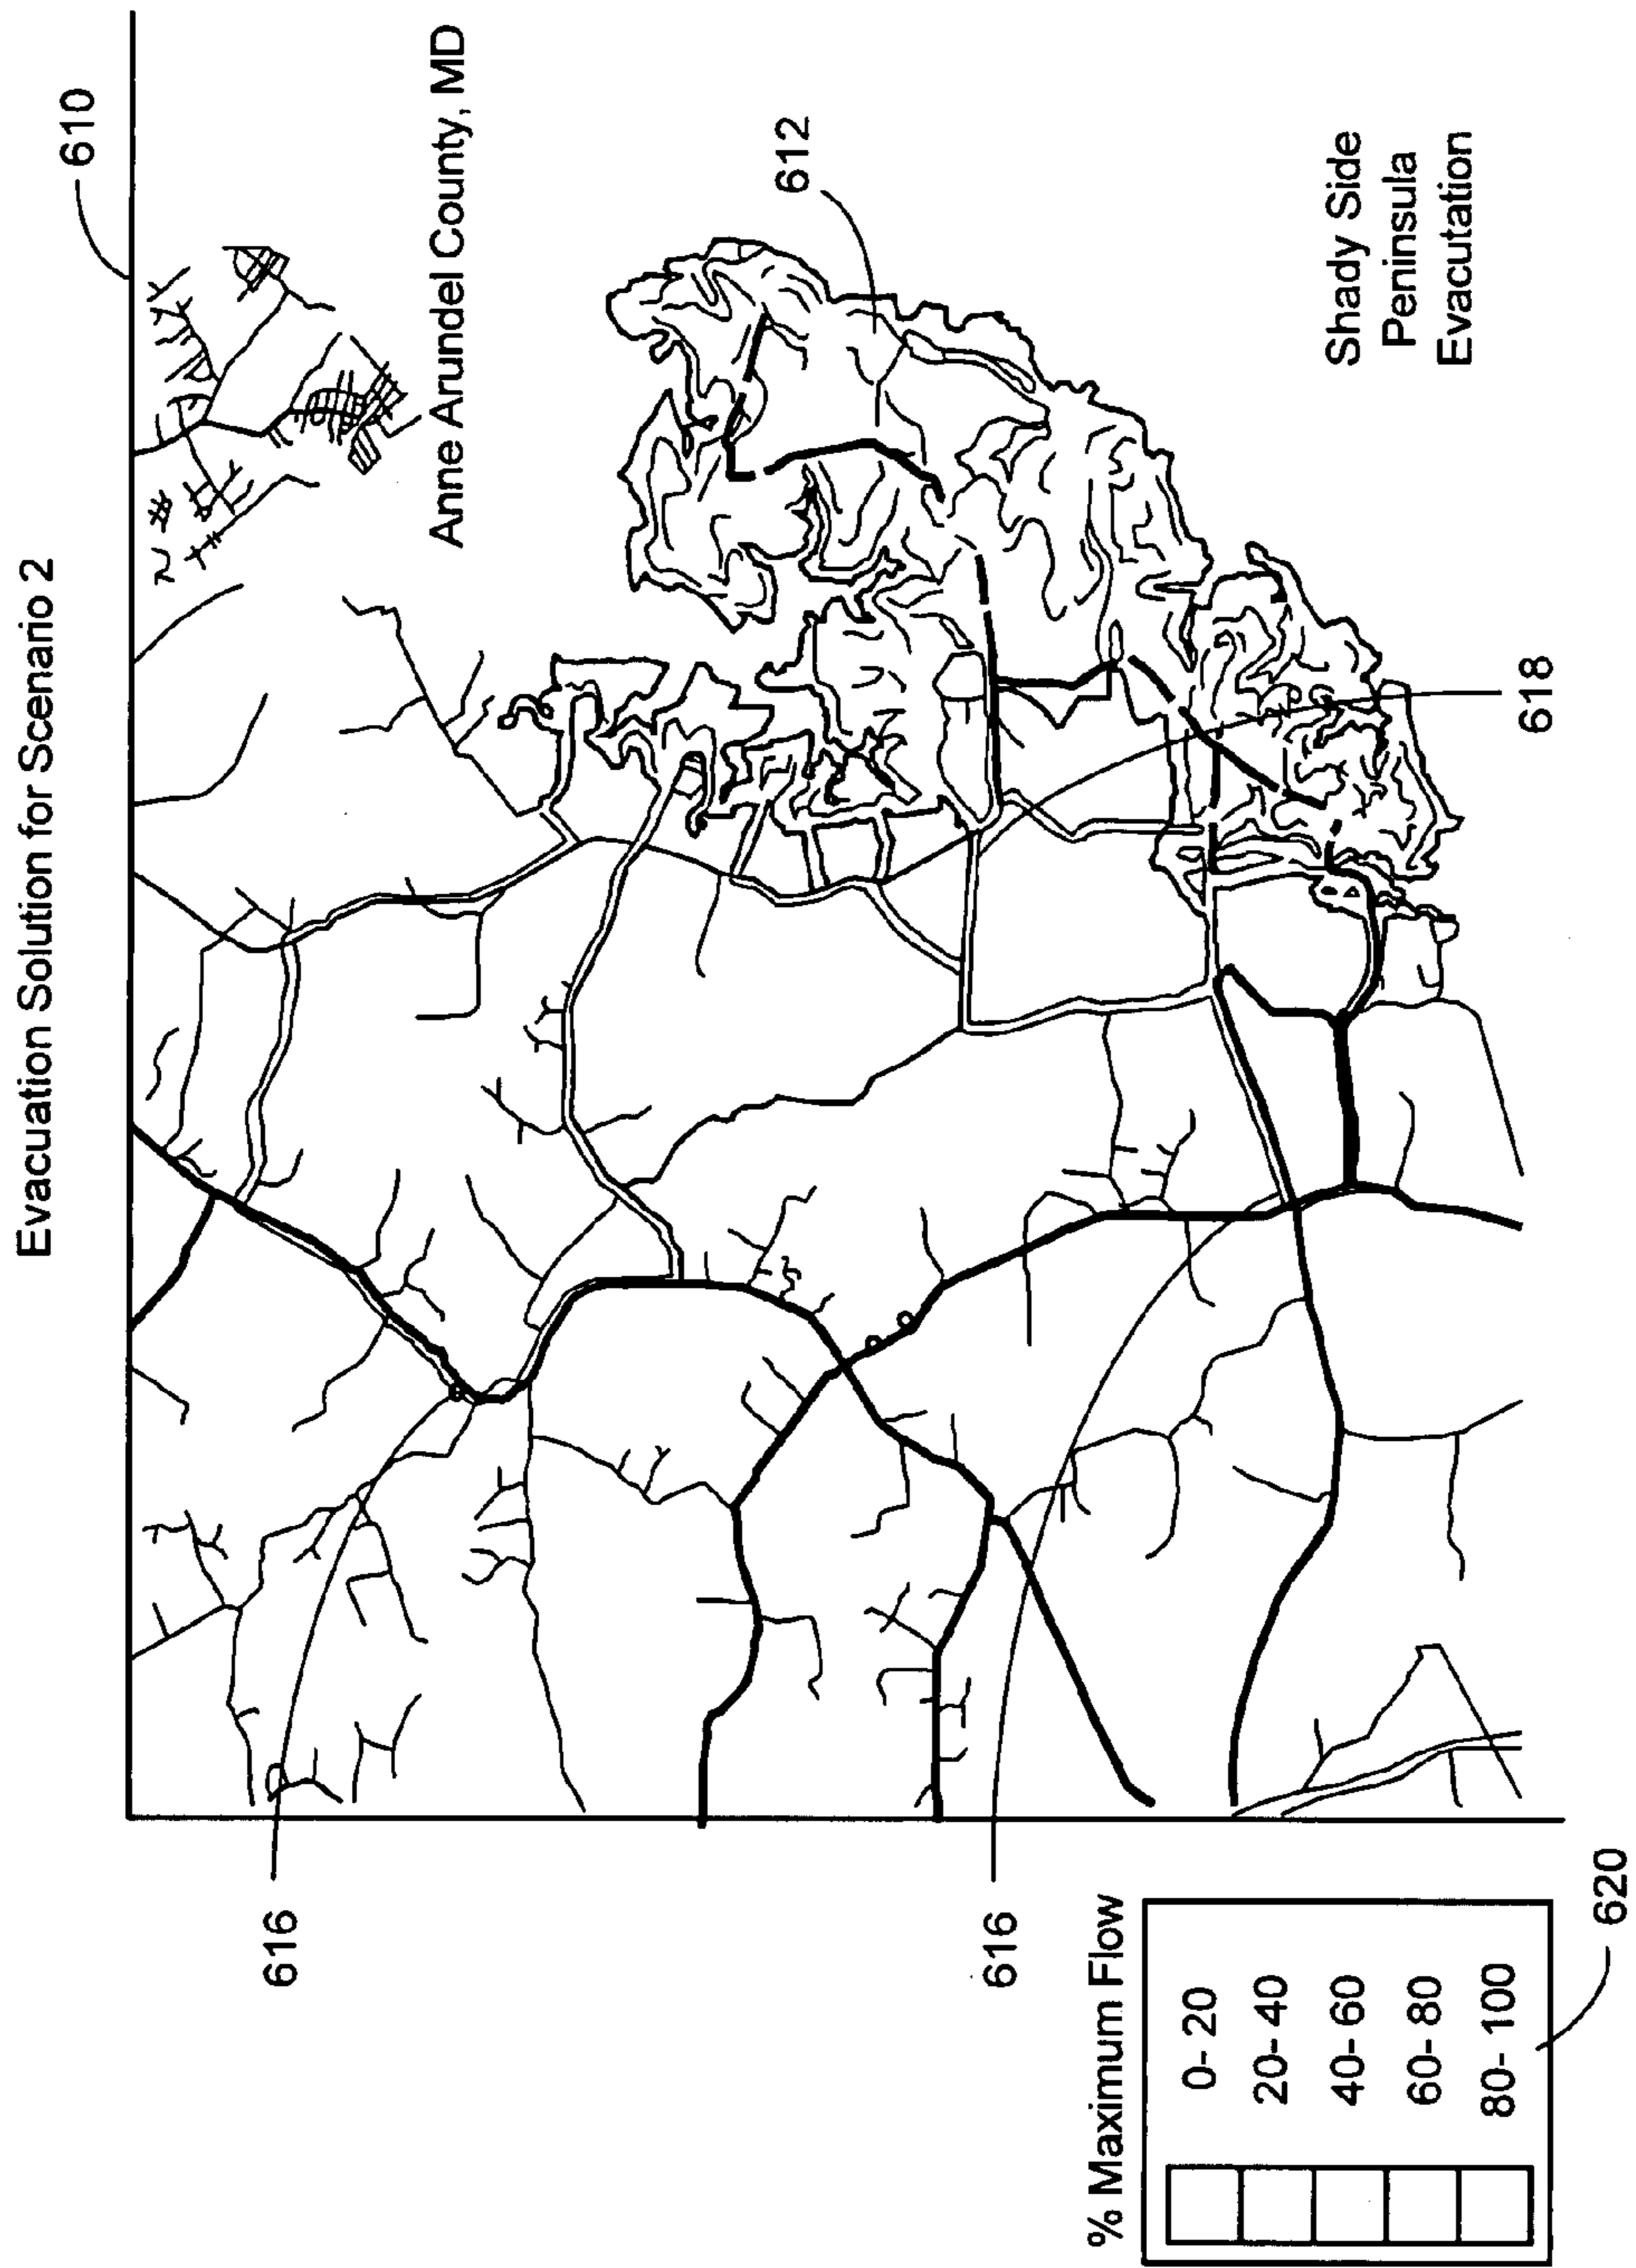 Evacuation Solution for Scenario 2
610
Anne Arundel County, MD
612
Shady Side
Peninsula
Evacutation
618
616
616
% Maximum Flow
0- 20
20- 40
40- 60
60- 80
80- 100
620